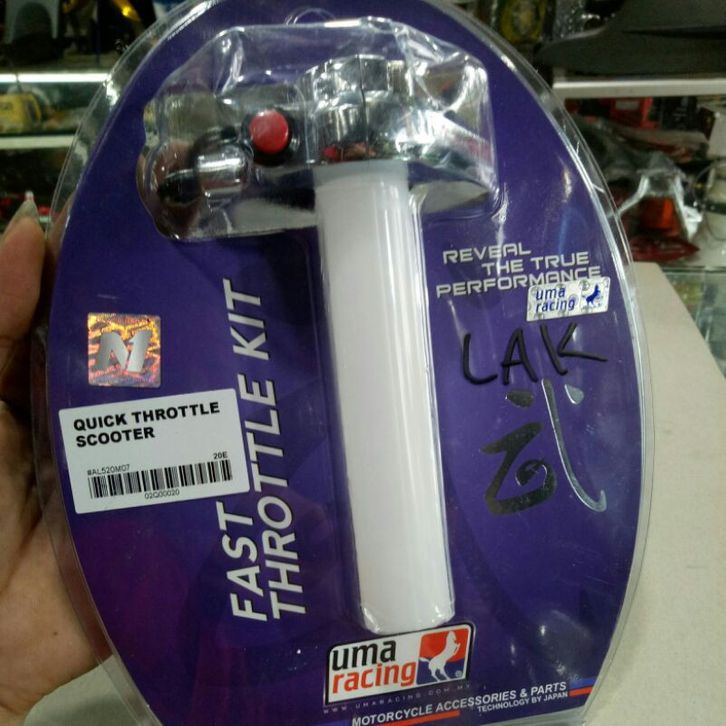 REVEAL
THE TRUE
PERFORMANCE
uma
racing
LAK
M
QUICK THROTTLE
SCOOTER
20E
#AL520M07
02Q00020
FAST
THROTTLE KIT
uma
racing
WWW.UMARACING.COM.MY
MOTORCYCLE ACCESSORIES & PARTS
TECHNOLOGY BY JAPAN